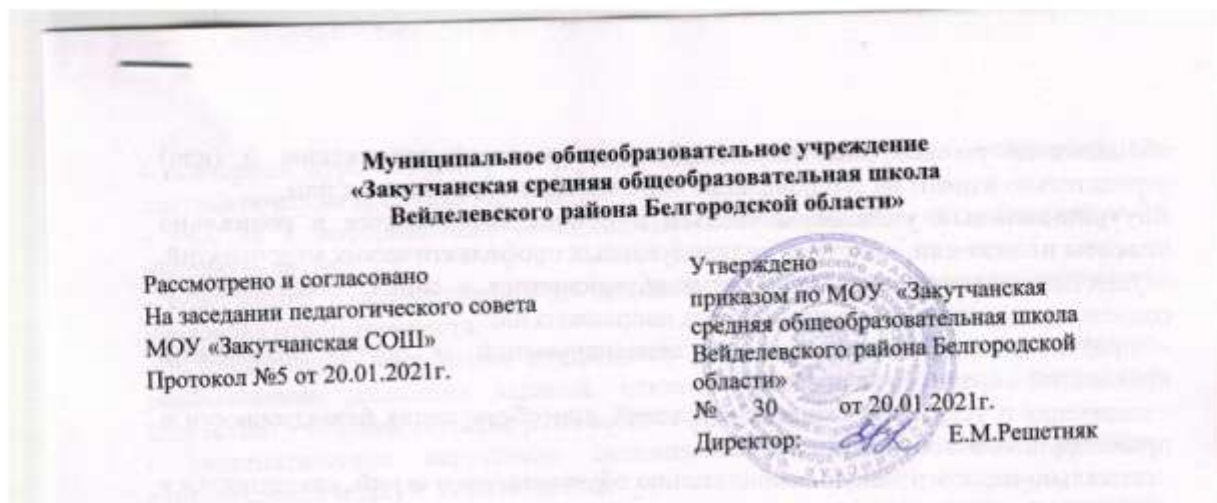 Муниципальное общеобразовательное учреждение
«Закутчанская средняя общеобразовательная школа
Вейделевского района Белгородской области»
Рассмотрено и согласовано
На заседании педагогического совета
МОУ «Закутчанская СОШ»
Протокол №5 от 20.01.2021г.
Утверждено
приказом по МОУ «Закутчанская
средняя общеобразовательная школа
Вейделевского района Белгородской
области»
№ 30 от 20.01.2021г.
Директор: Е.М.Решетняк